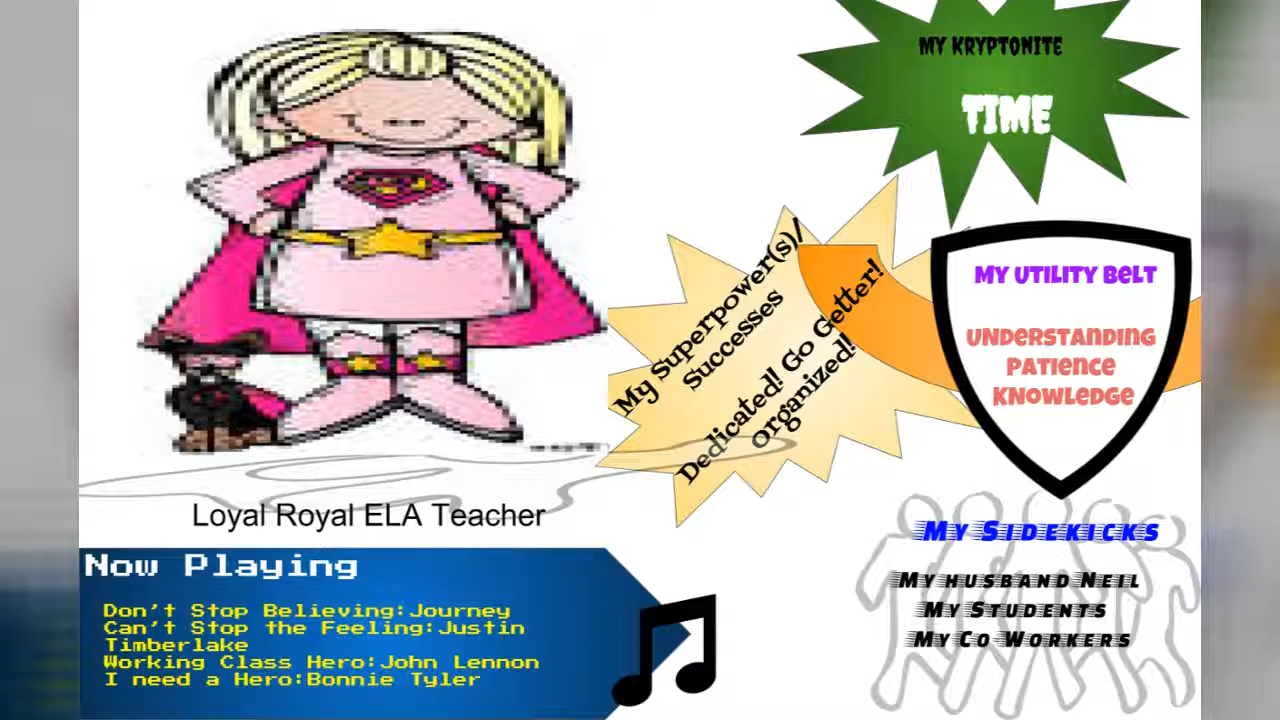 MY KRYPTONITE
TIME
My Superpower(s)/
Successes
Dedicated! Go Getter!
organized!
MY UTILITY BELT
UNDERSTANDING
PATIENCE
KNOWLEDGE
Loyal Royal ELA Teacher
Now Playing
Don't Stop Believing:Journey
Can't Stop the Feeling:Justin
Timberlake
Working Class Hero:John Lennon
I need a Hero:Bonnie Tyler
My Sidekicks
My husband Neil
My Students
My Co-Workers